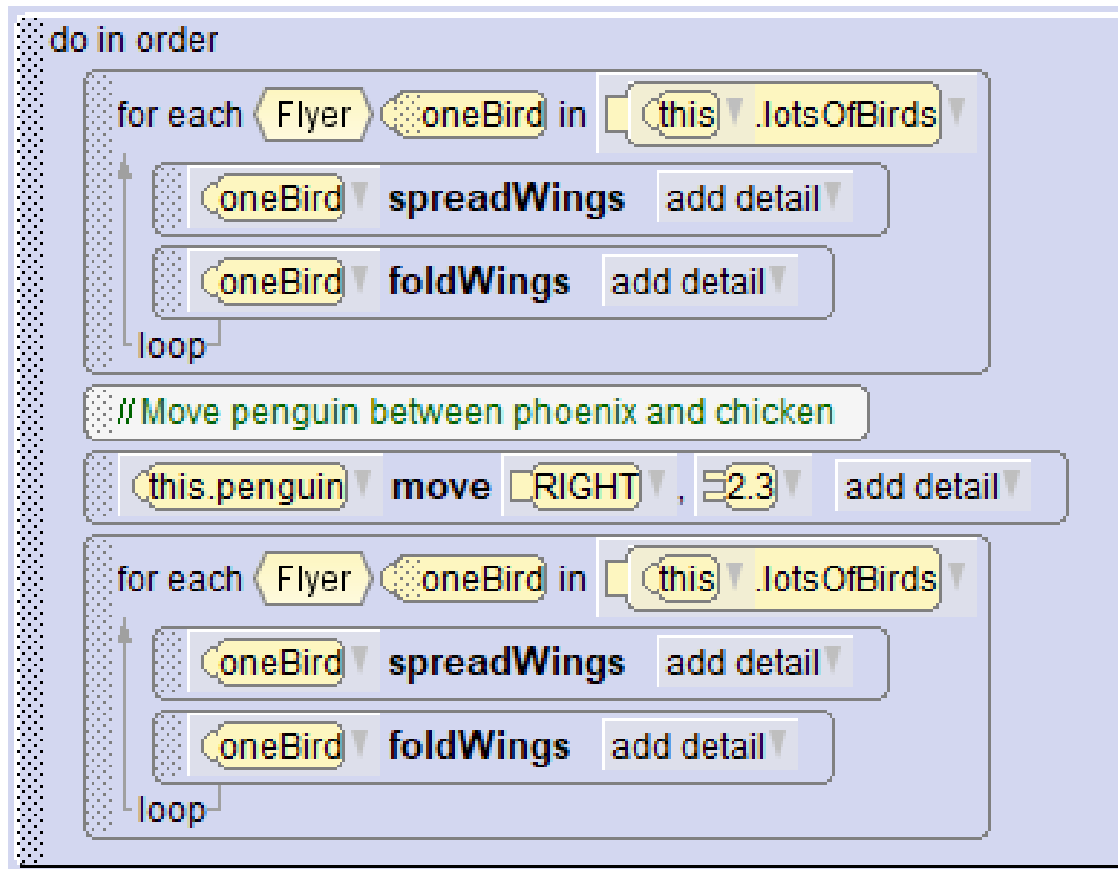 do in order
for each Flyer oneBird in this .lotsOfBirds
oneBird spreadWings add detail
oneBird foldWings add detail
loop
// Move penguin between phoenix and chicken
this.penguin move RIGHT , 2.3 add detail
for each Flyer oneBird in this .lotsOfBirds
oneBird spreadWings add detail
oneBird foldWings add detail
loop